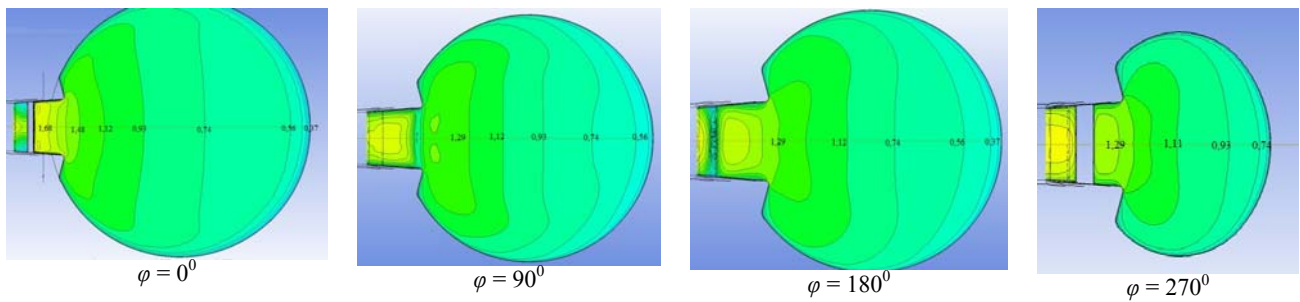 1,68 1,48 1,12 0,93 0,74 0,56 0,37
φ = 0⁰
1,29 1,12 0,93 0,74 0,56
φ = 90⁰
1,29 1,12 0,74 0,56 0,37
φ = 180⁰
1,29 1,11 0,93 0,74
φ = 270⁰